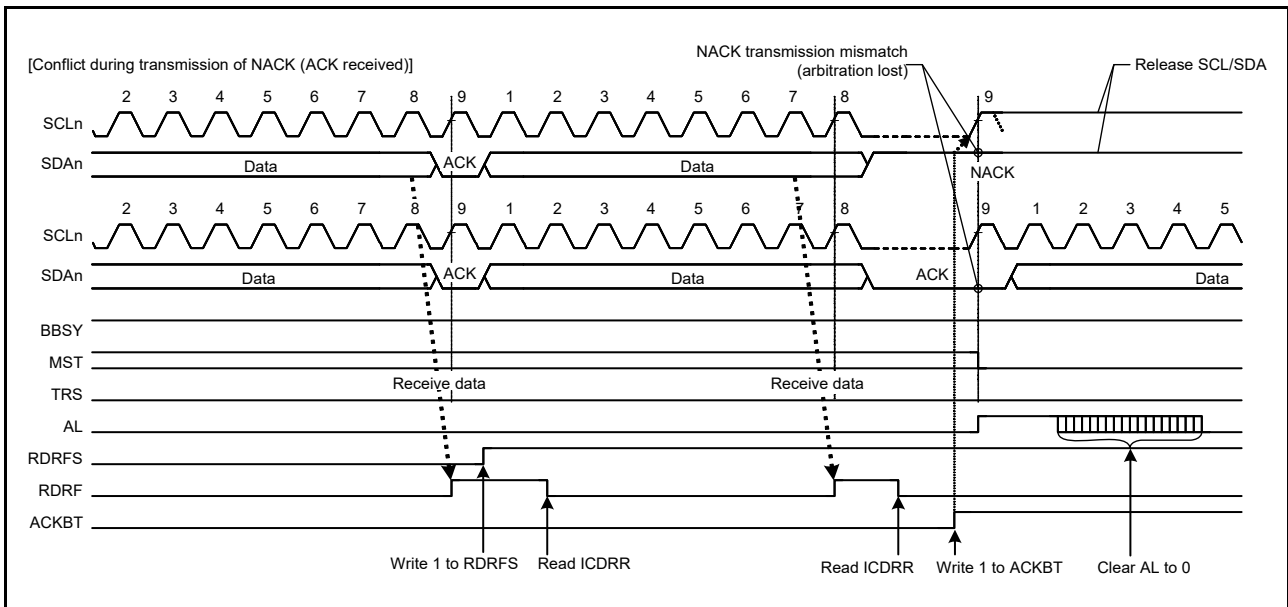 NACK transmission mismatch
(arbitration lost)
Release SCL/SDA
[Conflict during transmission of NACK (ACK received)]
2 3 4 5 6 7 8 9 1 2 3 4 5 6 7 8 9
SCLn
SDAn Data ACK Data NACK
2 3 4 5 6 7 8 9 1 2 3 4 5 6 7 8 9 1 2 3 4 5
SCLn
SDAn Data ACK Data ACK Data
BBSY
MST
Receive data Receive data
TRS
AL
RDRFS
RDRF
ACKBT
Write 1 to RDRFS Read ICDRR Read ICDRR Write 1 to ACKBT Clear AL to 0